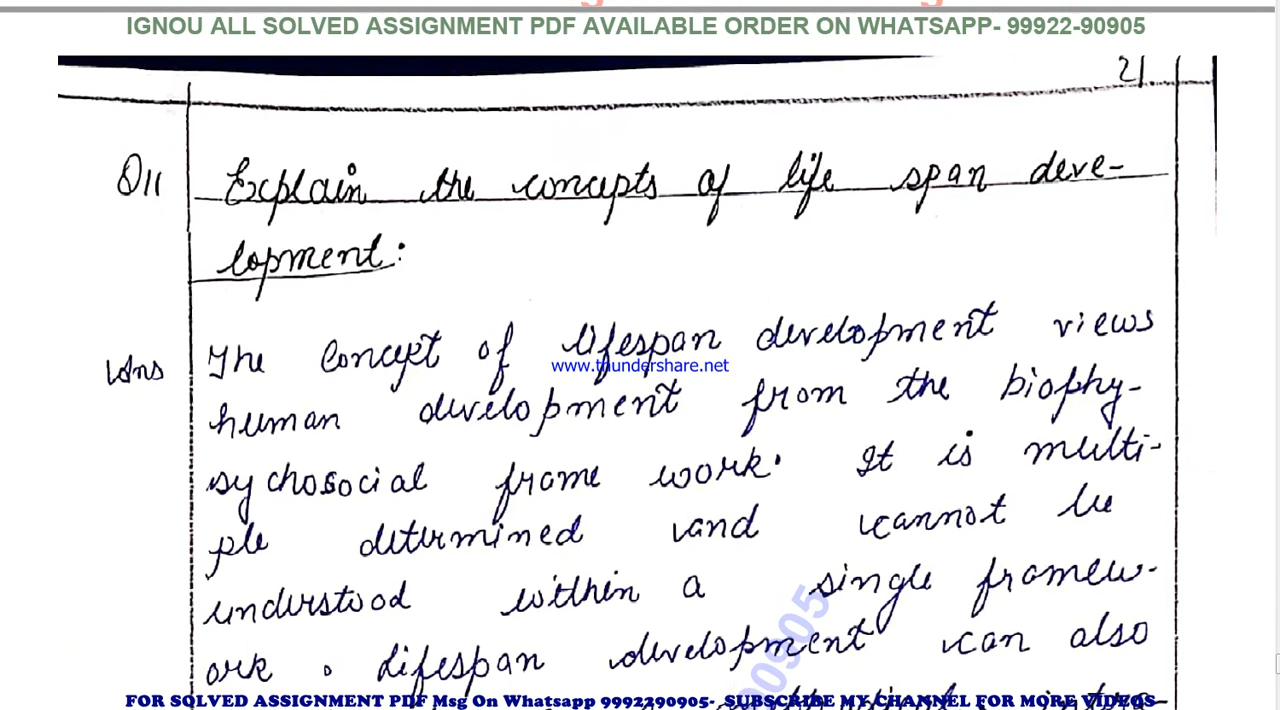 IGNOU ALL SOLVED ASSIGNMENT PDF AVAILABLE ORDER ON WHATSAPP- 99922-90905
21
Q11 Explain the concepts of life span deve-
lopment:
Ans The Concept of lifespan development views
www.thundershare.net
human development from the biophy-
sychosocial frame work. It is multi-
ple determined and cannot be
understood within a single framew-
ork. Lifespan development can also
90905
FOR SOLVED ASSIGNMENT PDF Msg On Whatsapp 9992290905- SUBSCRIBE MY CHANNEL FOR MORE VIDEOS